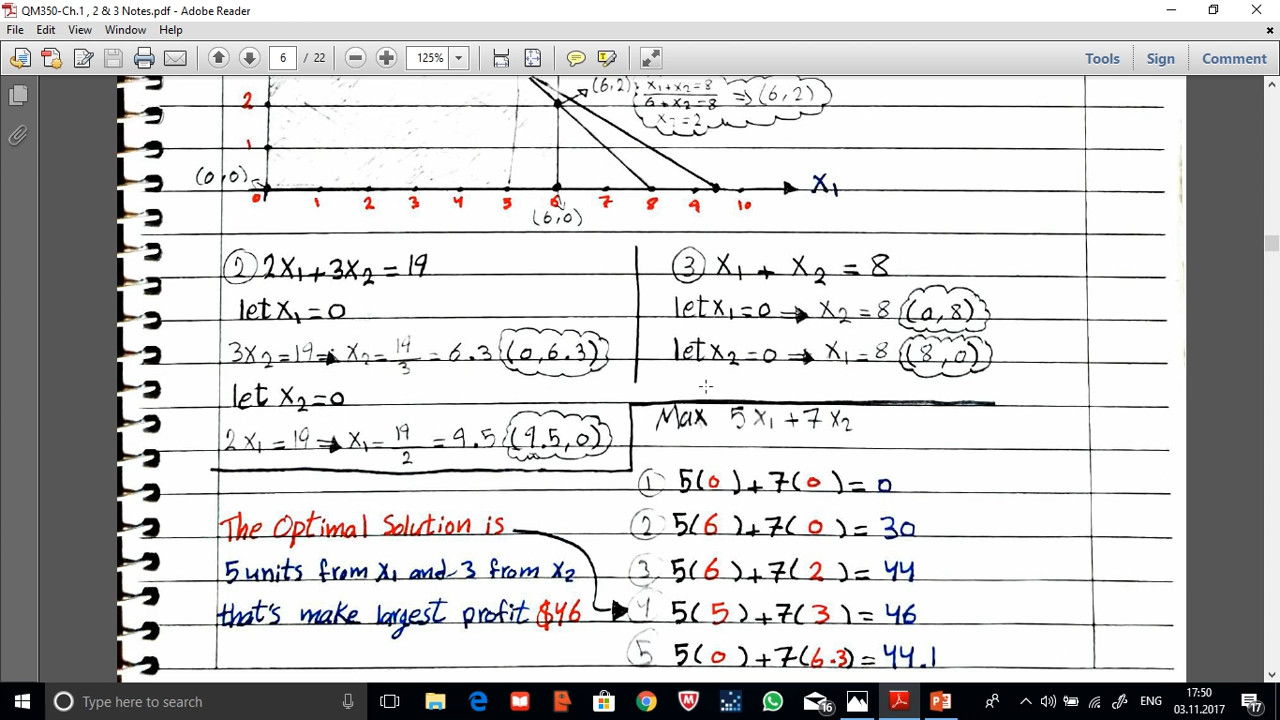 QM350-Ch.1 , 2 & 3 Notes.pdf - Adobe Reader
File Edit View Window Help
6 / 22 125% Tools Sign Comment
2
1
(6,2)
x₁+x₂=8
6+x₂=8
x₂=2
⇒(6,2)
(0,0)
0 1 2 3 4 5 6 7 8 9 10 X₁
(6,0)
② 2X₁+3X₂=19
let X₁=0
3X₂=19→ X₂=19/3=6.3 (0,6.3)
let X₂=0
2X₁=19→ X₁=19/2=9.5 (9.5,0)
③ X₁ + X₂ = 8
let X₁=0 → X₂=8 (0,8)
let X₂=0 → X₁=8 (8,0)
Max 5X₁+7X₂
① 5(0)+7(0)=0
② 5(6)+7(0)=30
③ 5(6)+7(2)=44
④ 5(5)+7(3)=46
⑤ 5(0)+7(6.3)=44.1
The Optimal Solution is
5 units from X₁ and 3 from X₂
that's make largest profit $46
Type here to search
16
ENG
17:50
03.11.2017
17